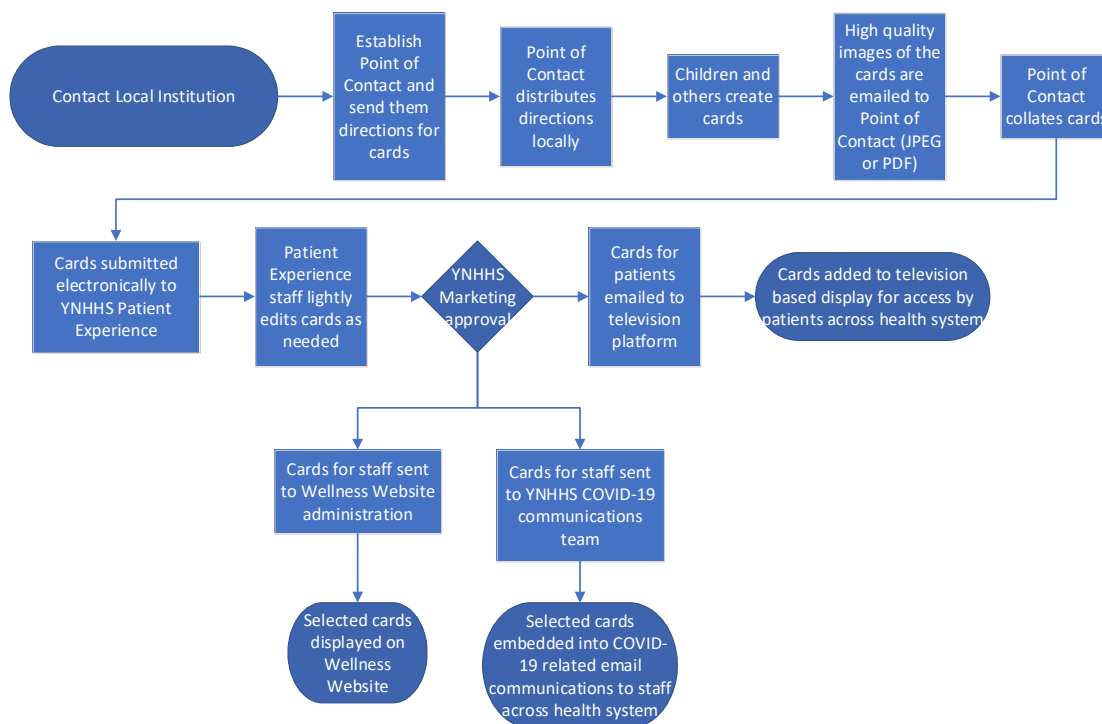 Contact Local Institution
Establish
Point of
Contact and
send them
directions for
cards
Point of
Contact
distributes
directions
locally
Children and
others create
cards
High quality
images of the
cards are
emailed to
Point of
Contact (JPEG
or PDF)
Point of
Contact
collates cards
Cards submitted
electronically to
YNHHS Patient
Experience
Patient
Experience
staff lightly
edits cards as
needed
YNHHS
Marketing
approval
Cards for
patients
emailed to
television
platform
Cards added to television
based display for access by
patients across health system
Cards for staff sent
to Wellness Website
administration
Cards for staff sent
to YNHHS COVID-19
communications
team
Selected cards
displayed on
Wellness
Website
Selected cards
embedded into COVID-
19 related email
communications to staff
across health system